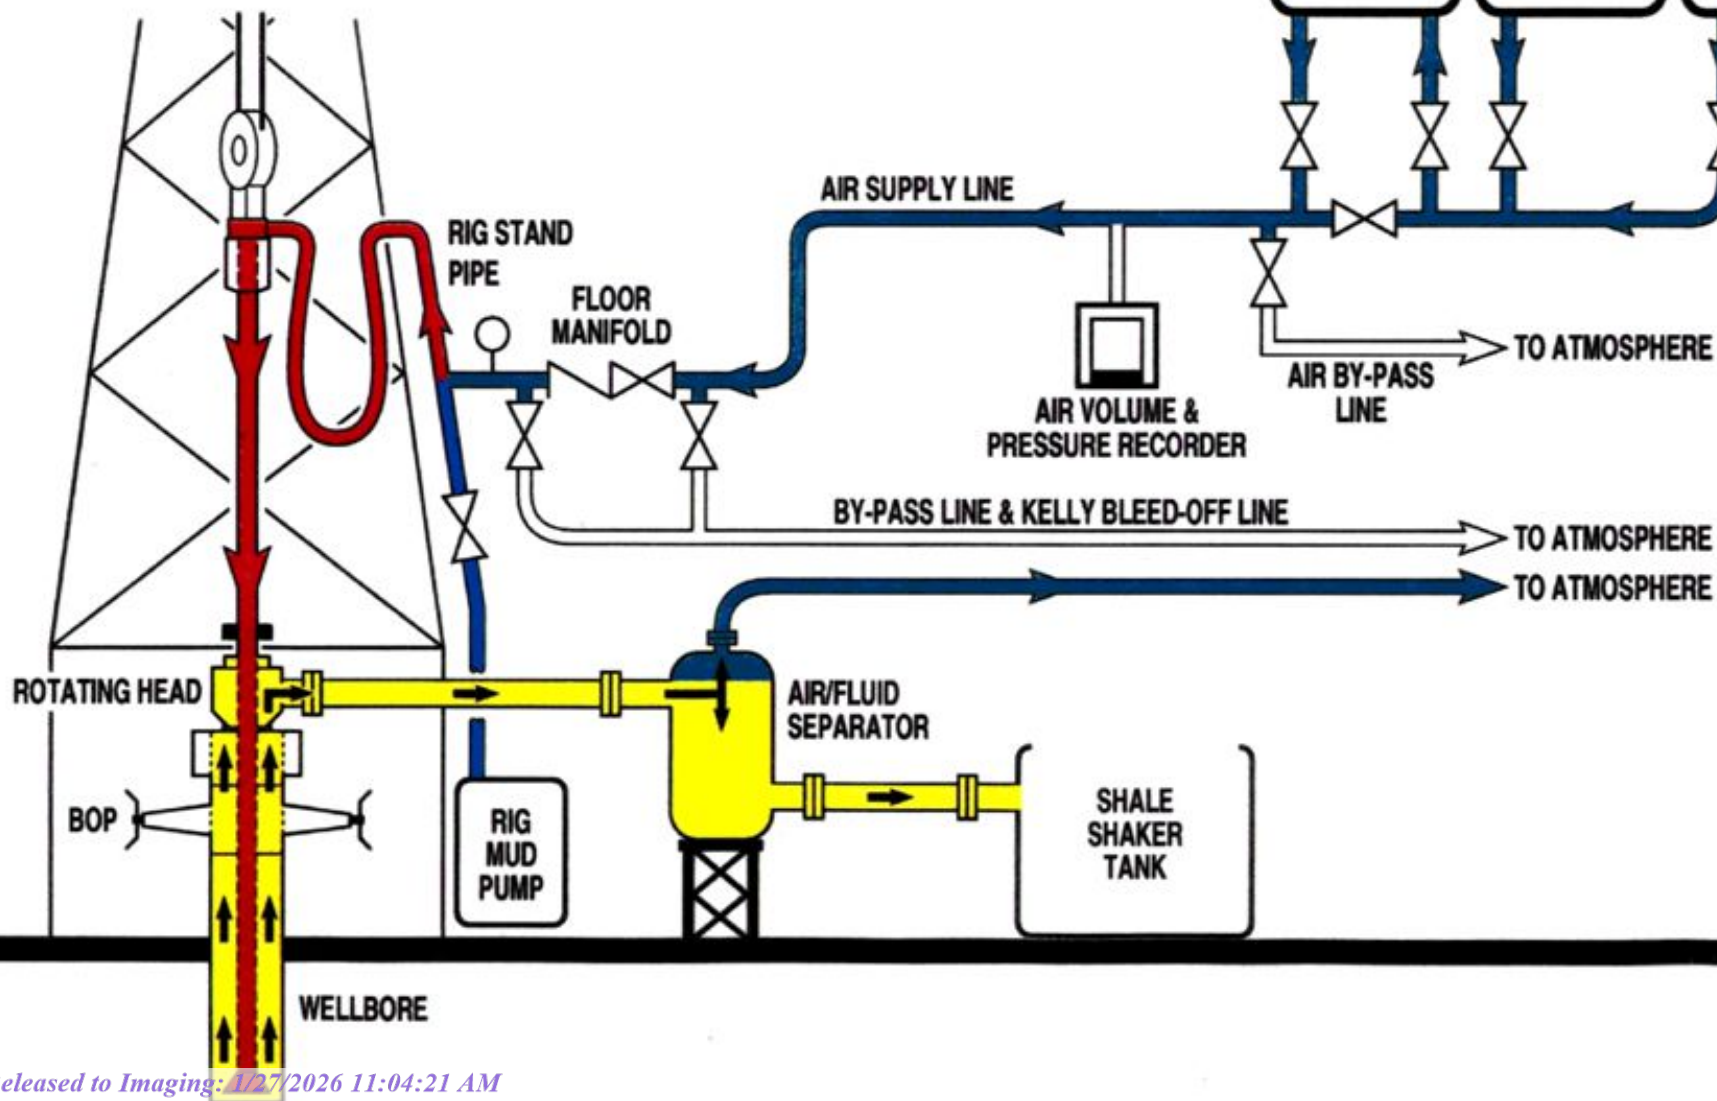 AIR SUPPLY LINE
RIG STAND
PIPE
FLOOR
MANIFOLD
TO ATMOSPHERE
AIR BY-PASS
LINE
AIR VOLUME &
PRESSURE RECORDER
BY-PASS LINE & KELLY BLEED-OFF LINE
TO ATMOSPHERE
TO ATMOSPHERE
ROTATING HEAD
AIR/FLUID
SEPARATOR
BOP
RIG
MUD
PUMP
SHALE
SHAKER
TANK
WELLBORE
eleased to Imaging: 1/27/2026 11:04:21 AM